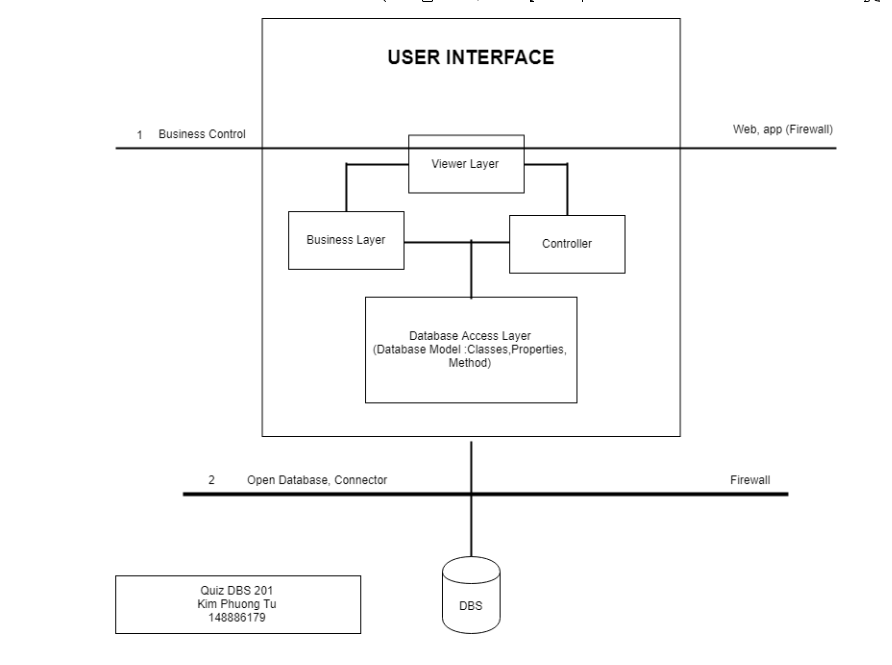 USER INTERFACE
1 Business Control
Web, app (Firewall)
Viewer Layer
Business Layer
Controller
Database Access Layer
(Database Model :Classes,Properties,
Method)
2 Open Database, Connector
Firewall
Quiz DBS 201
Kim Phuong Tu
148886179
DBS